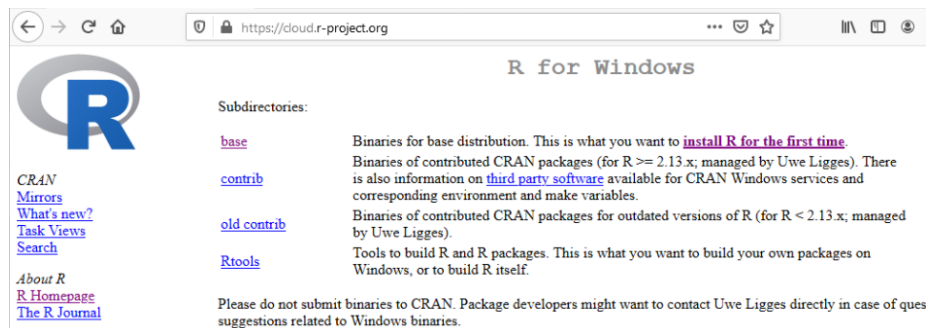 https://cloud.r-project.org
R
R for Windows
Subdirectories:
base
Binaries for base distribution. This is what you want to install R for the first time.
contrib
Binaries of contributed CRAN packages (for R >= 2.13.x; managed by Uwe Ligges). There
is also information on third party software available for CRAN Windows services and
corresponding environment and make variables.
old contrib
Binaries of contributed CRAN packages for outdated versions of R (for R < 2.13.x; managed
by Uwe Ligges).
Rtools
Tools to build R and R packages. This is what you want to build your own packages on
Windows, or to build R itself.
Please do not submit binaries to CRAN. Package developers might want to contact Uwe Ligges directly in case of ques
suggestions related to Windows binaries.
CRAN
Mirrors
What's new?
Task Views
Search
About R
R Homepage
The R Journal